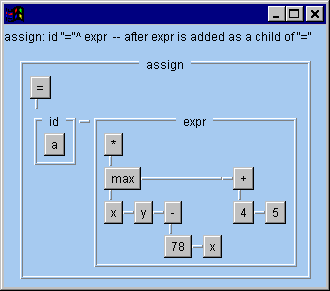 assign: id "="^ expr -- after expr is added as a child of "="
assign
=
id
expr
a
*
max
+
x
y
-
4
5
78
x